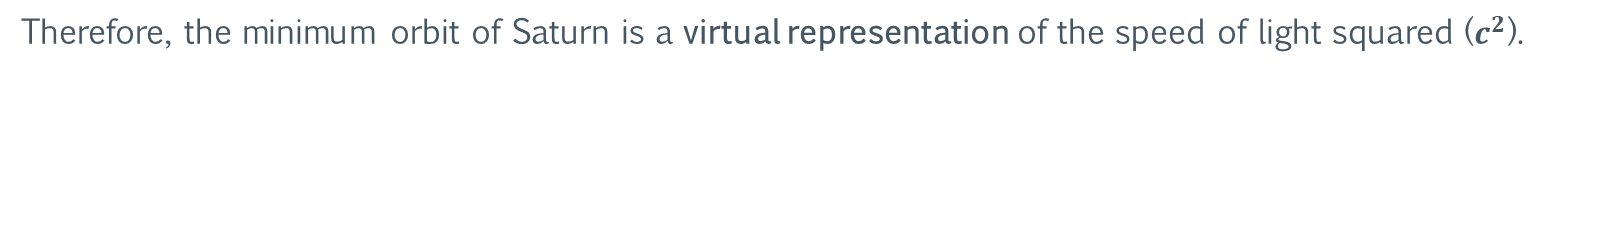 Therefore, the minimum orbit of Saturn is a virtual representation of the speed of light squared (c²).